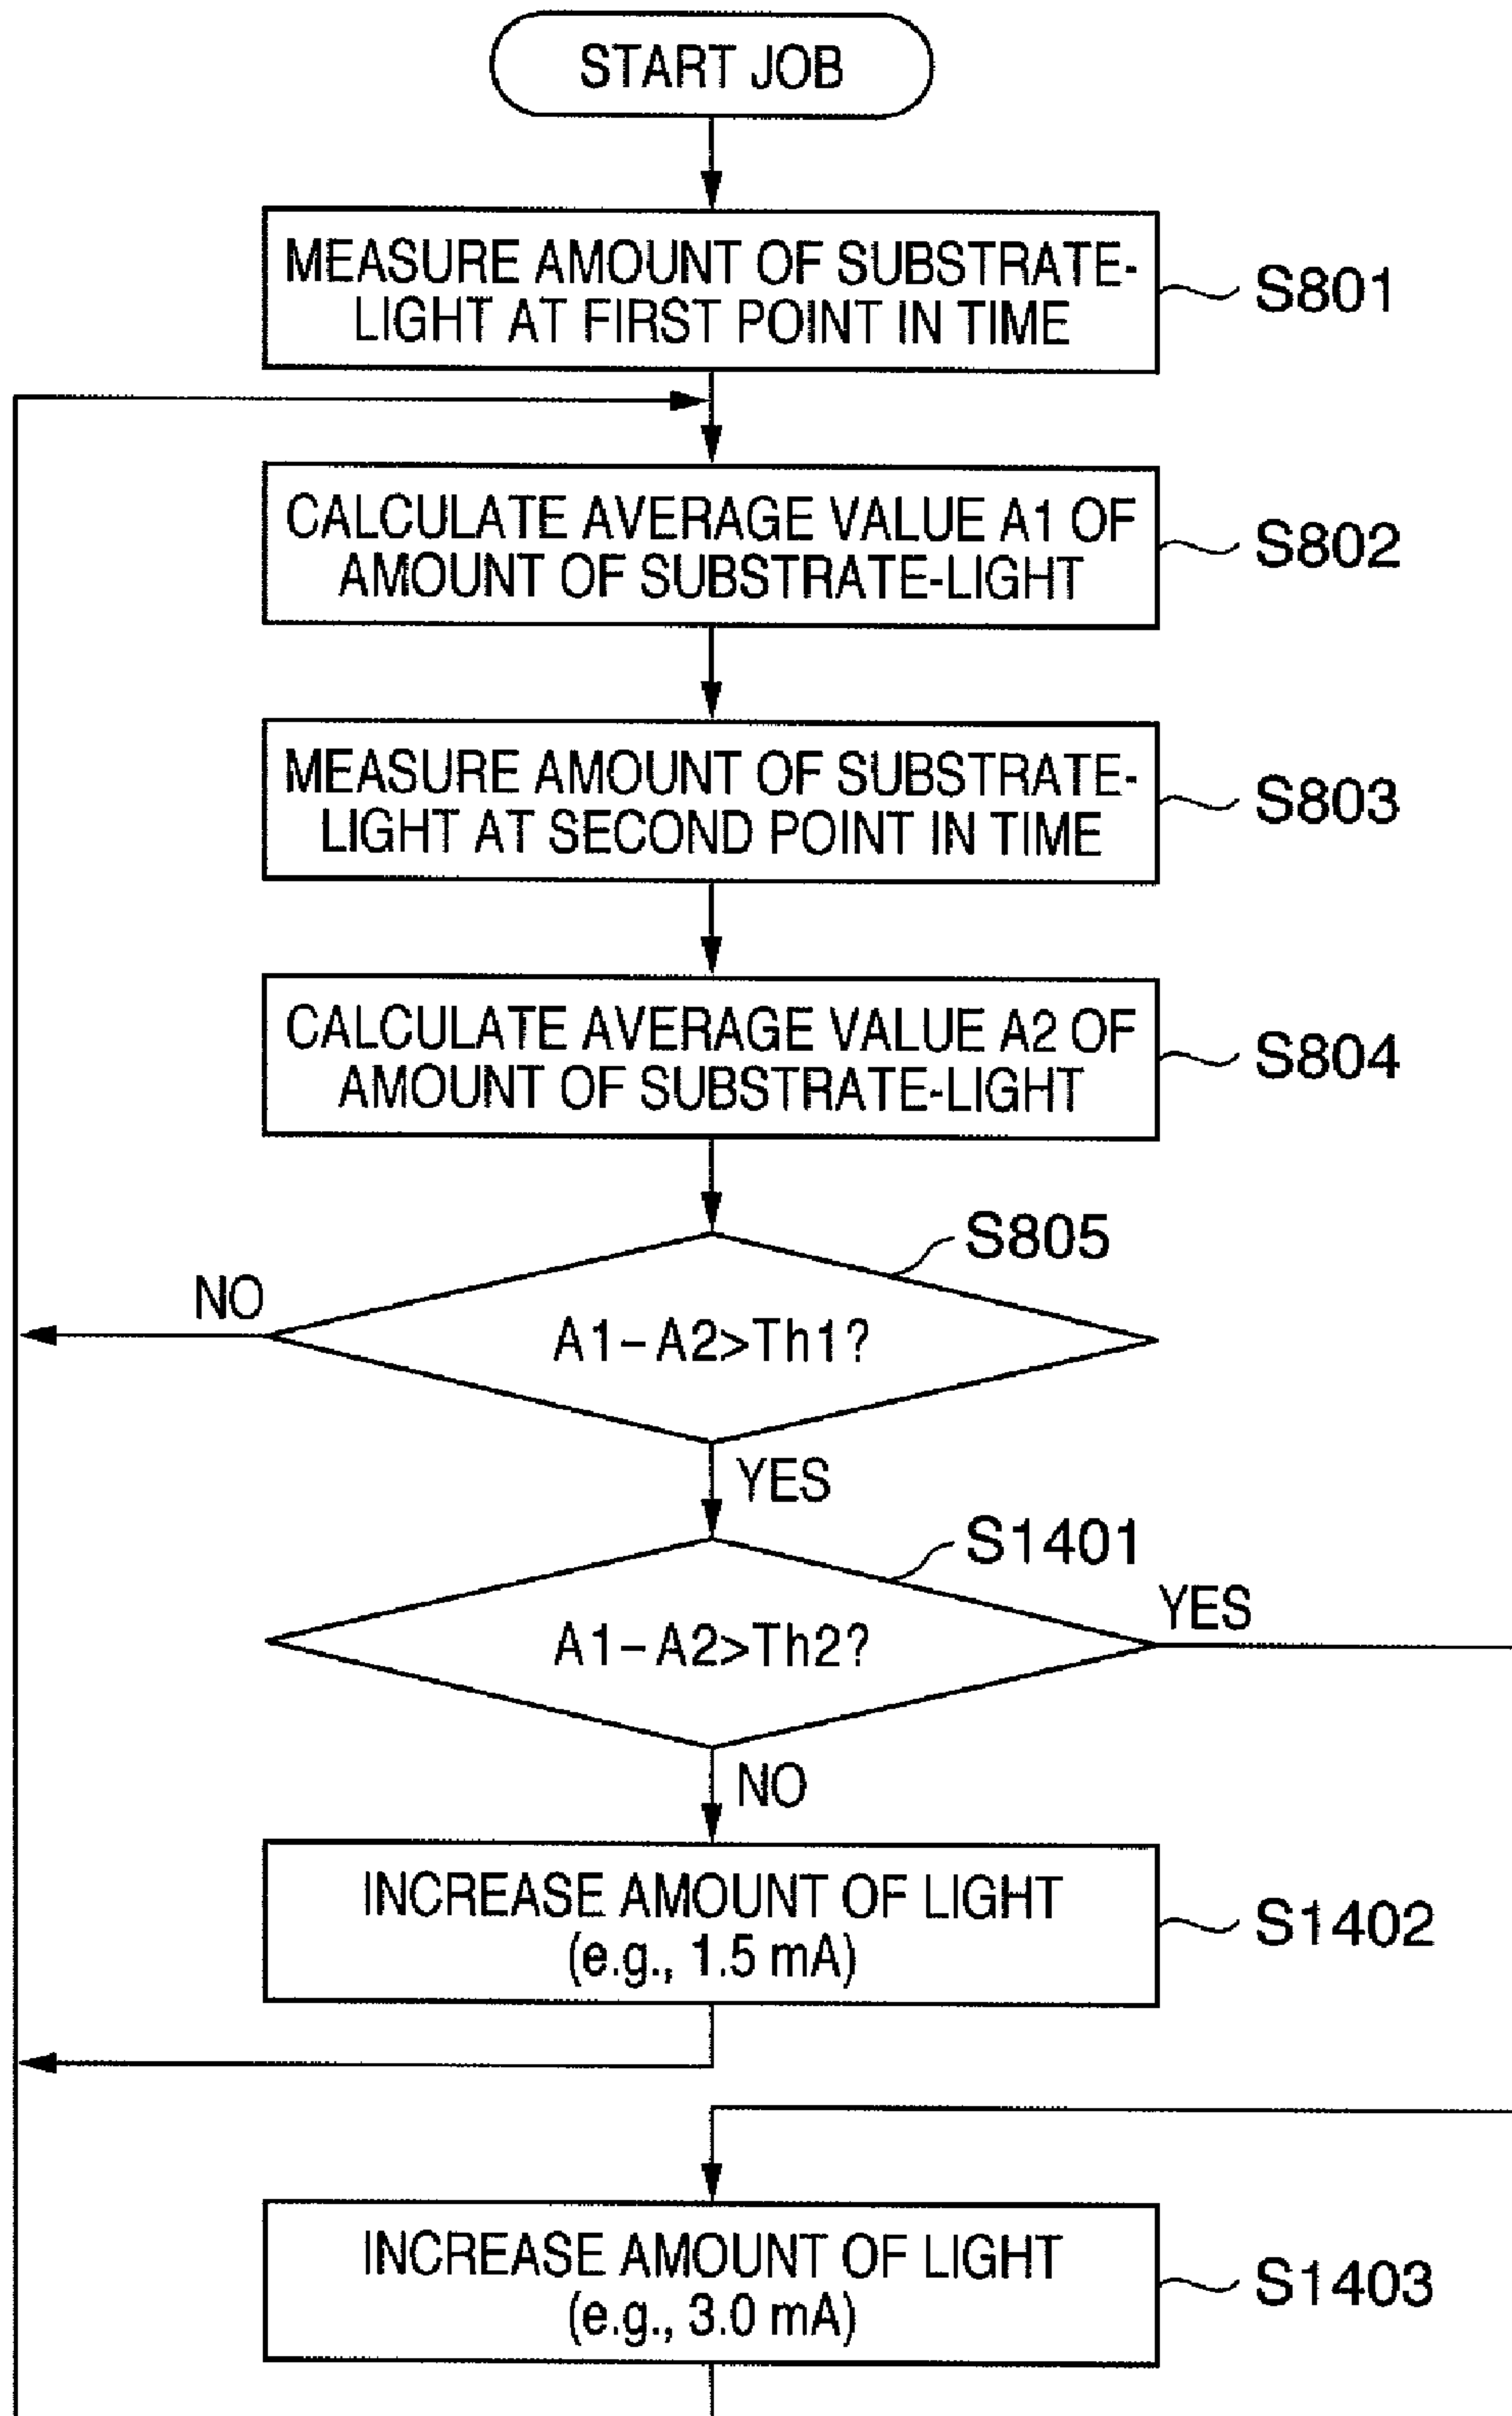 START JOB
MEASURE AMOUNT OF SUBSTRATE-
LIGHT AT FIRST POINT IN TIME
S801
CALCULATE AVERAGE VALUE A1 OF
AMOUNT OF SUBSTRATE-LIGHT
S802
MEASURE AMOUNT OF SUBSTRATE-
LIGHT AT SECOND POINT IN TIME
S803
CALCULATE AVERAGE VALUE A2 OF
AMOUNT OF SUBSTRATE-LIGHT
S804
S805
NO
A1-A2>Th1?
YES
S1401
YES
A1-A2>Th2?
NO
INCREASE AMOUNT OF LIGHT
(e.g., 1.5 mA)
S1402
INCREASE AMOUNT OF LIGHT
(e.g., 3.0 mA)
S1403